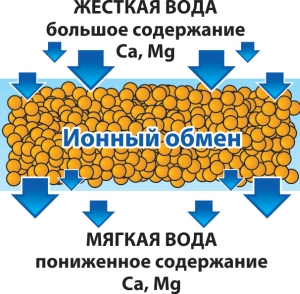 ЖЕСТКАЯ ВОДА
большое содержание
Ca, Mg
Ионный обмен
МЯГКАЯ ВОДА
пониженное содержание
Ca, Mg